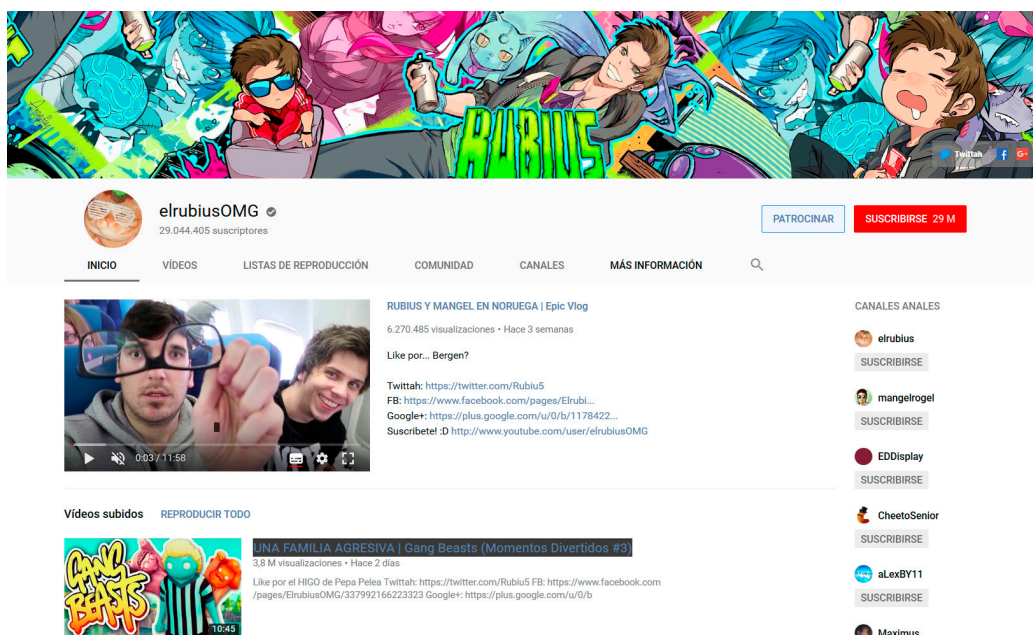 RUBIUS
Twittah
elrubiusOMG
29.044.405 suscriptores
PATROCINAR
SUSCRIBIRSE 29 M
INICIO VÍDEOS LISTAS DE REPRODUCCIÓN COMUNIDAD CANALES MÁS INFORMACIÓN
RUBIUS Y MANGEL EN NORUEGA | Epic Vlog
6.270.485 visualizaciones • Hace 3 semanas
Like por... Bergen?
Twittah: https://twitter.com/Rubiu5
FB: https://www.facebook.com/pages/Elrubi...
Google+: https://plus.google.com/u/0/b/1178422...
Suscribete! :D http://www.youtube.com/user/elrubiusOMG
0:03 / 11:58
CANALES ANALES
elrubius
SUSCRIBIRSE
mangelrogel
SUSCRIBIRSE
EDDisplay
SUSCRIBIRSE
CheetoSenior
SUSCRIBIRSE
aLexBY11
SUSCRIBIRSE
Maximus
Vídeos subidos REPRODUCIR TODO
GANG
BEASTS
10:45
UNA FAMILIA AGRESIVA | Gang Beasts (Momentos Divertidos #3)
3,8 M visualizaciones • Hace 2 días
Like por el HIGO de Pepa Pelea Twittah: https://twitter.com/Rubiu5 FB: https://www.facebook.com
/pages/ElrubiusOMG/337992166223323 Google+: https://plus.google.com/u/0/b